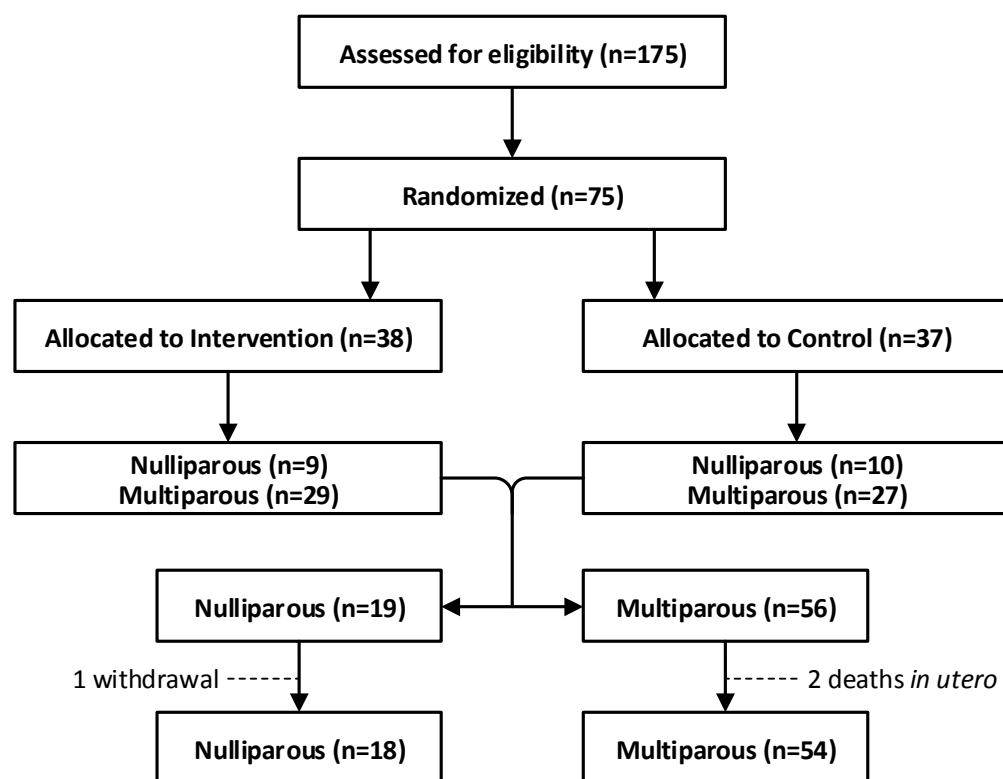 Assessed for eligibility (n=175)
Randomized (n=75)
Allocated to Intervention (n=38)
Allocated to Control (n=37)
Nulliparous (n=9)
Multiparous (n=29)
Nulliparous (n=10)
Multiparous (n=27)
Nulliparous (n=19)
Multiparous (n=56)
1 withdrawal
2 deaths in utero
Nulliparous (n=18)
Multiparous (n=54)